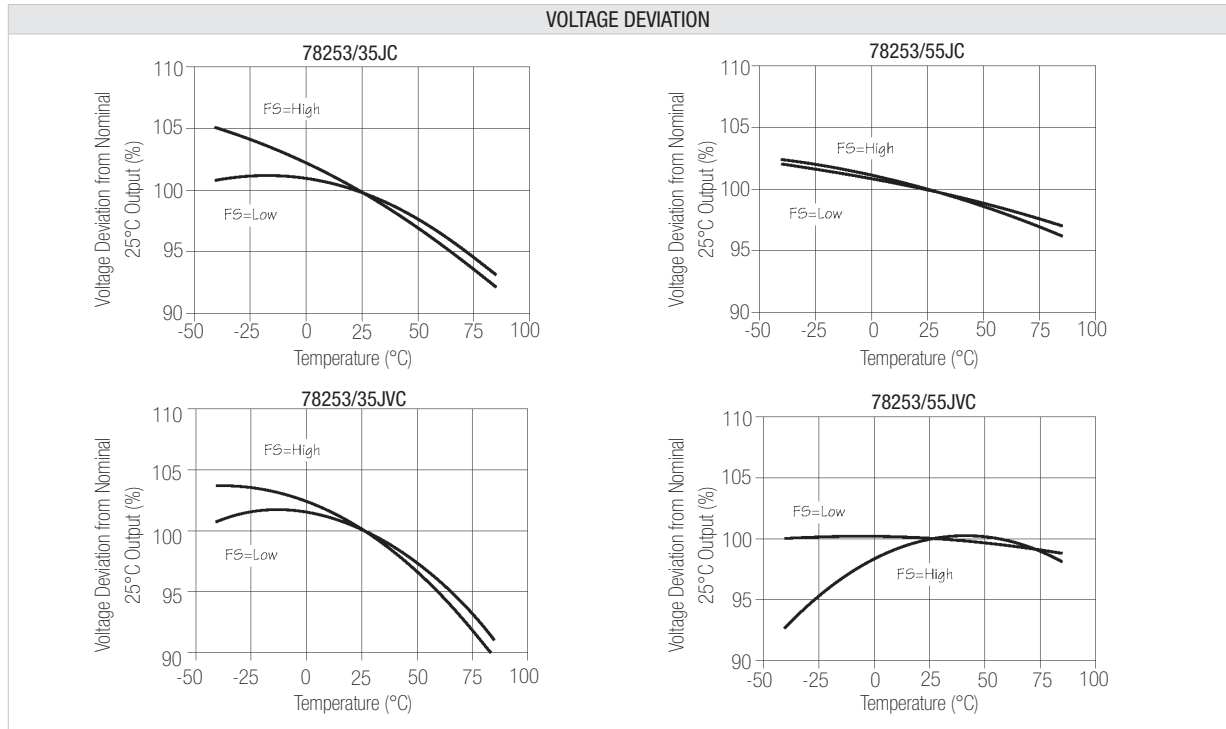 VOLTAGE DEVIATION
78253/35JC
110
105
100
95
90
-50
-25
0
25
50
75
100
FS=High
FS=Low
Voltage Deviation from Nominal
25°C Output (%)
Temperature (°C)
78253/55JC
110
105
100
95
90
-50
-25
0
25
50
75
100
FS=High
FS=Low
Voltage Deviation from Nominal
25°C Output (%)
Temperature (°C)
78253/35JVC
110
105
100
95
90
-50
-25
0
25
50
75
100
FS=High
FS=Low
Voltage Deviation from Nominal
25°C Output (%)
Temperature (°C)
78253/55JVC
110
105
100
95
90
-50
-25
0
25
50
75
100
FS=Low
FS=High
Voltage Deviation from Nominal
25°C Output (%)
Temperature (°C)